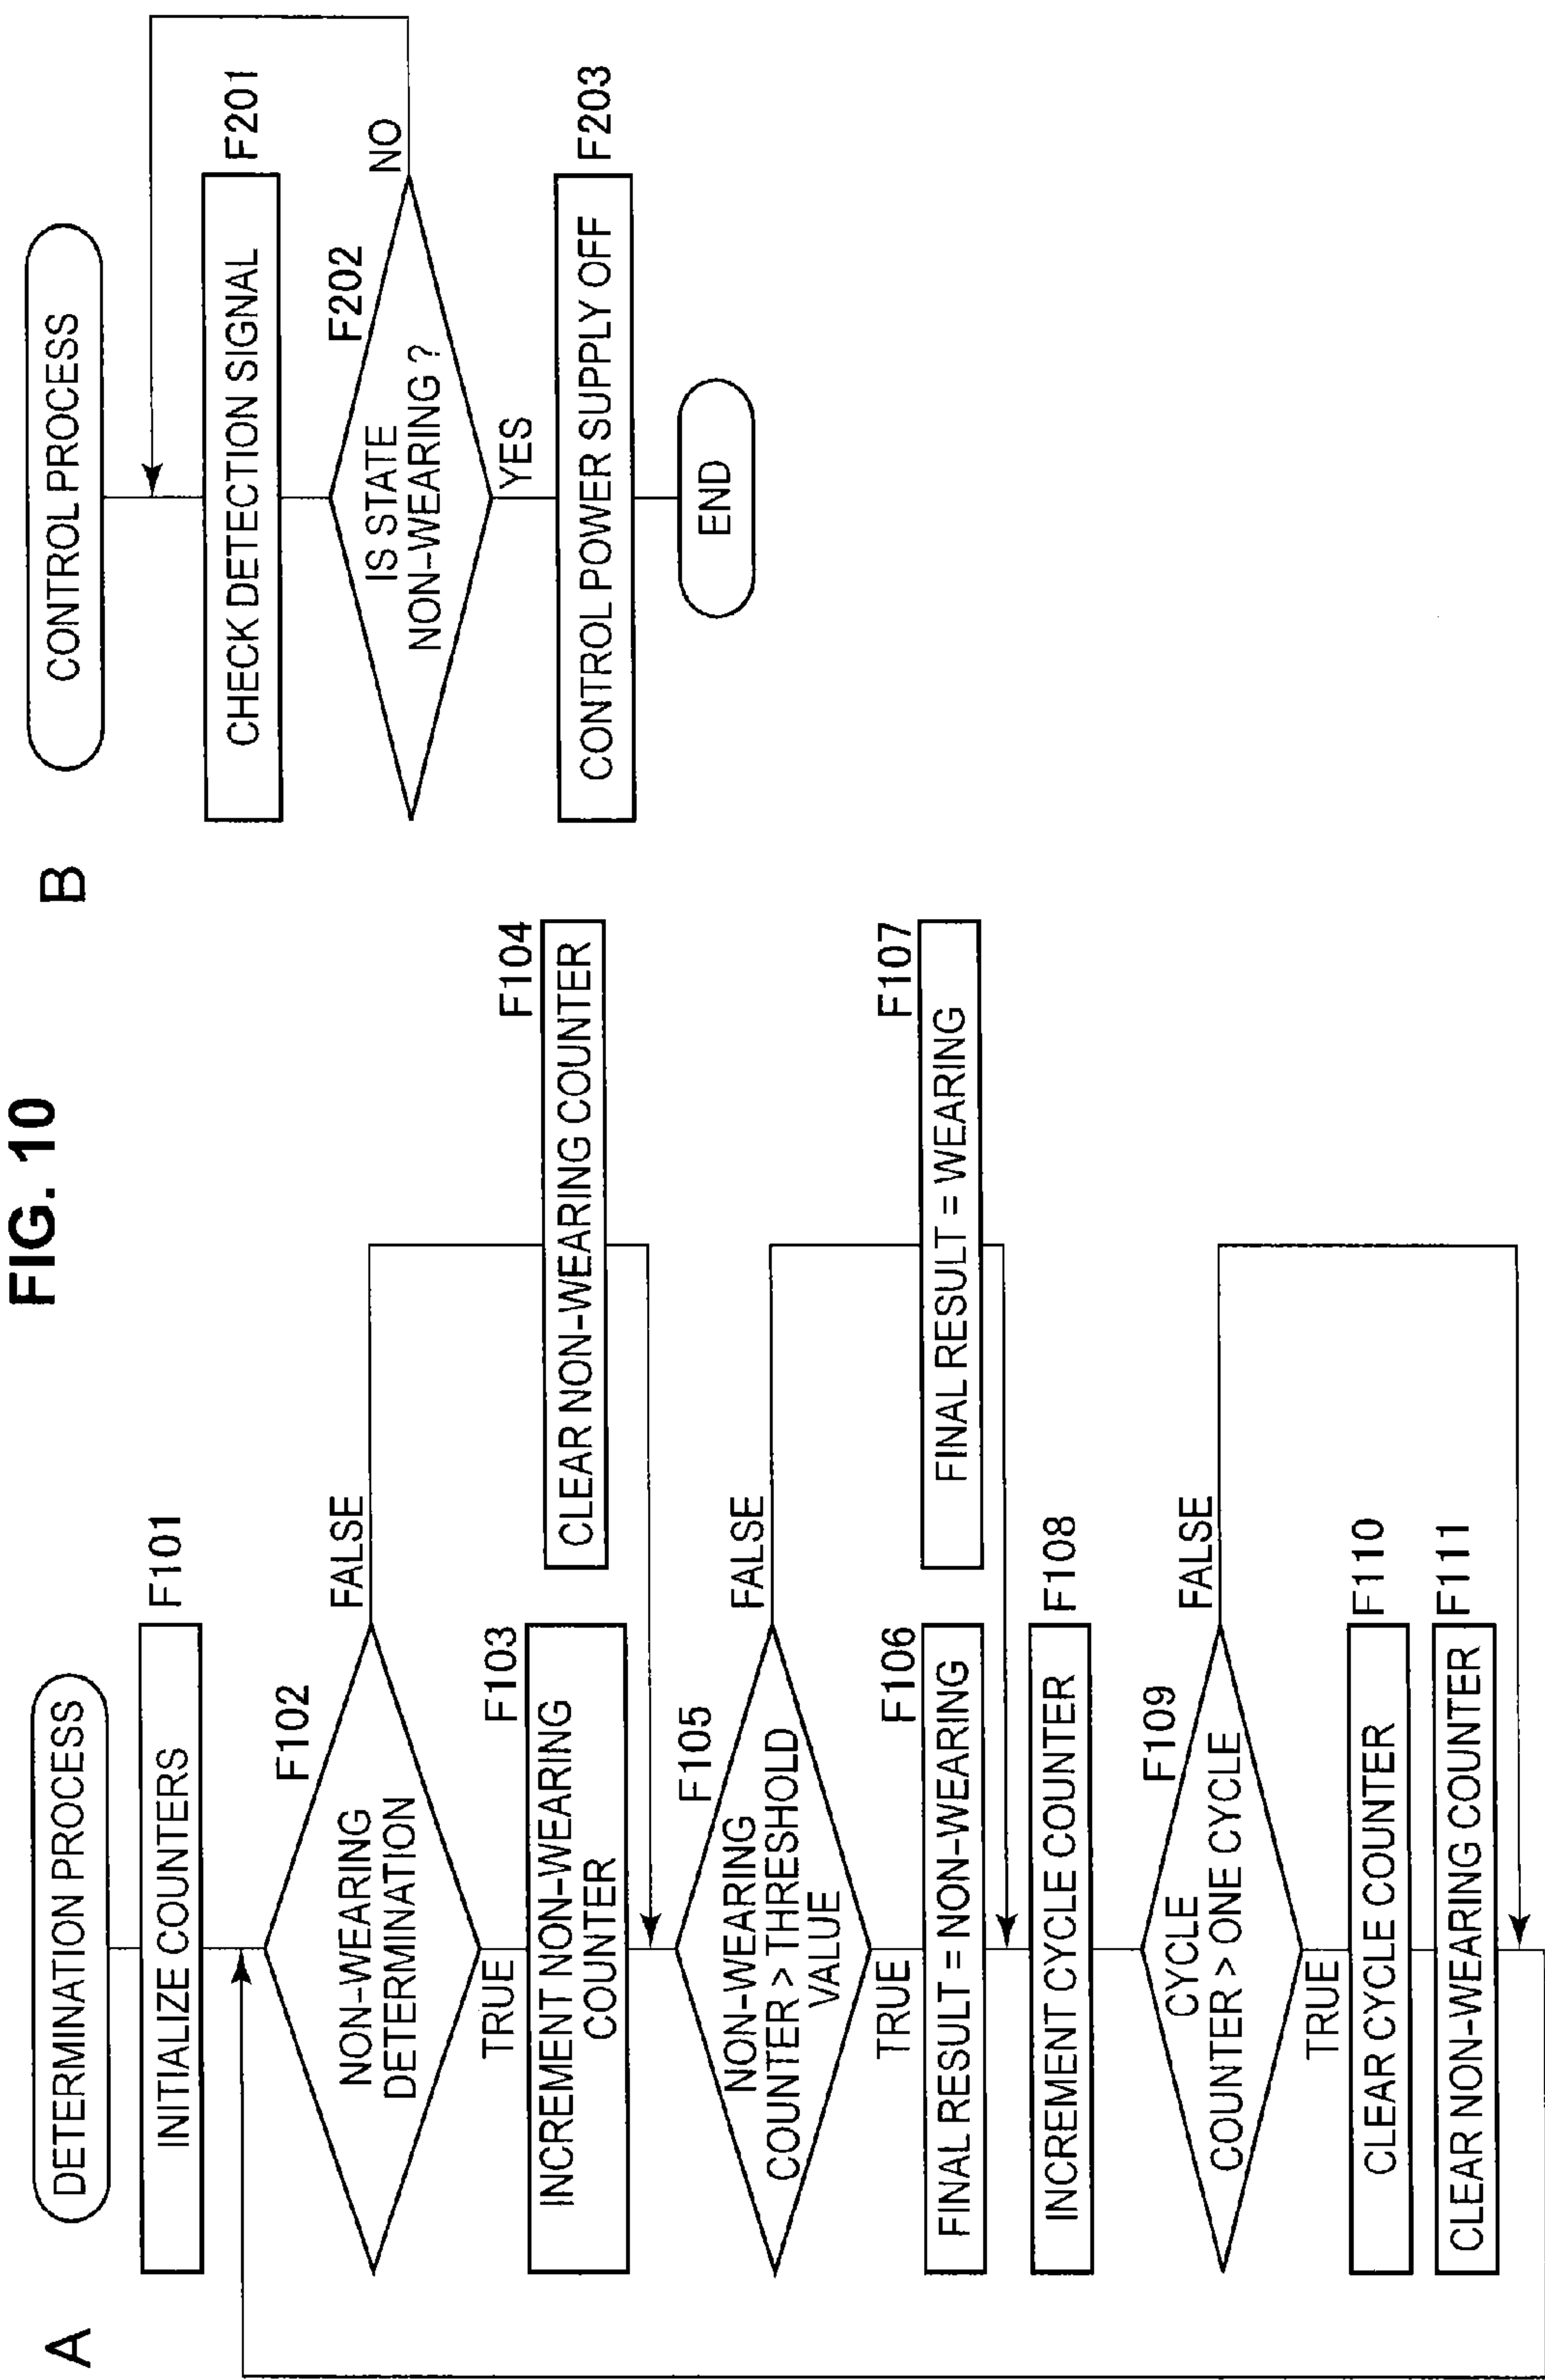 FIG. 10
A
DETERMINATION PROCESS
INITIALIZE COUNTERS
F101
F102
NON-WEARING
DETERMINATION
FALSE
TRUE
F103
INCREMENT NON-WEARING
COUNTER
F104
CLEAR NON-WEARING COUNTER
F105
NON-WEARING
COUNTER > THRESHOLD
VALUE
FALSE
TRUE
F106
FINAL RESULT = NON-WEARING
F107
FINAL RESULT = WEARING
INCREMENT CYCLE COUNTER
F108
F109
CYCLE
COUNTER > ONE CYCLE
FALSE
TRUE
CLEAR CYCLE COUNTER
F110
CLEAR NON-WEARING COUNTER
F111
B
CONTROL PROCESS
CHECK DETECTION SIGNAL
F201
F202
IS STATE
NON-WEARING ?
NO
YES
CONTROL POWER SUPPLY OFF
F203
END